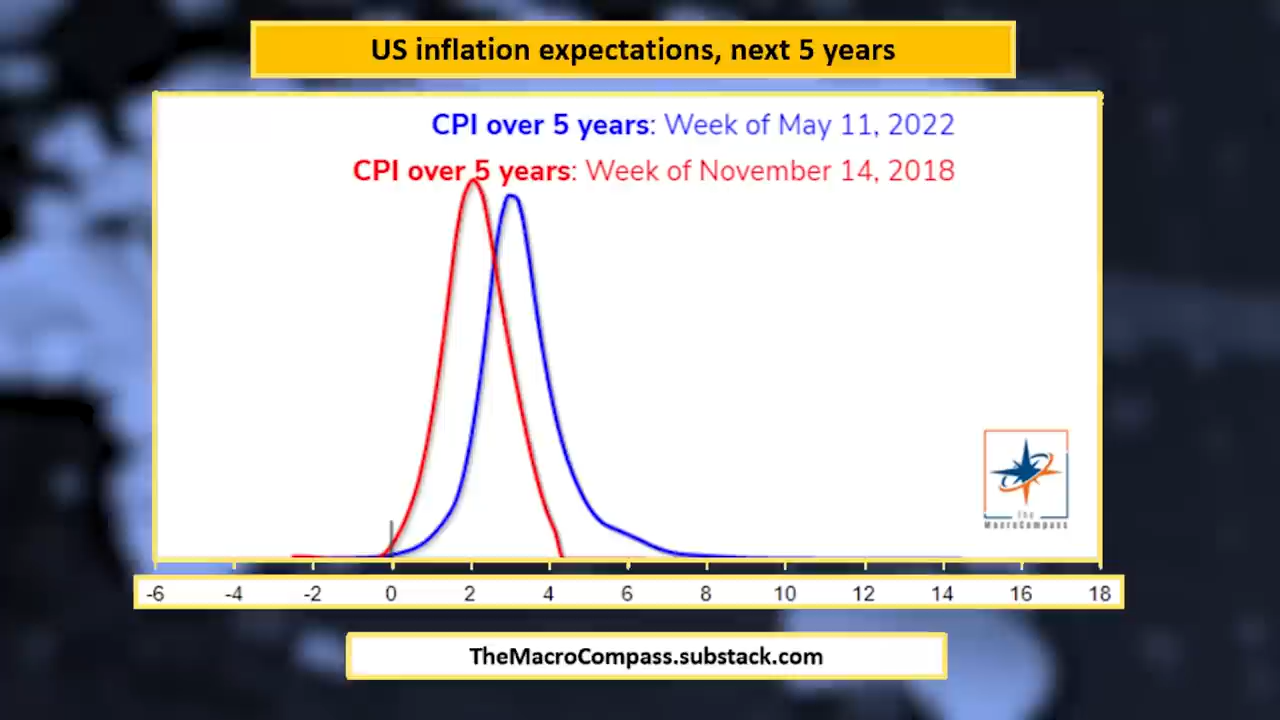 US inflation expectations, next 5 years
CPI over 5 years: Week of May 11, 2022
CPI over 5 years: Week of November 14, 2018
The
MacroCompass
-6 -4 -2 0 2 4 6 8 10 12 14 16 18
TheMacroCompass.substack.com